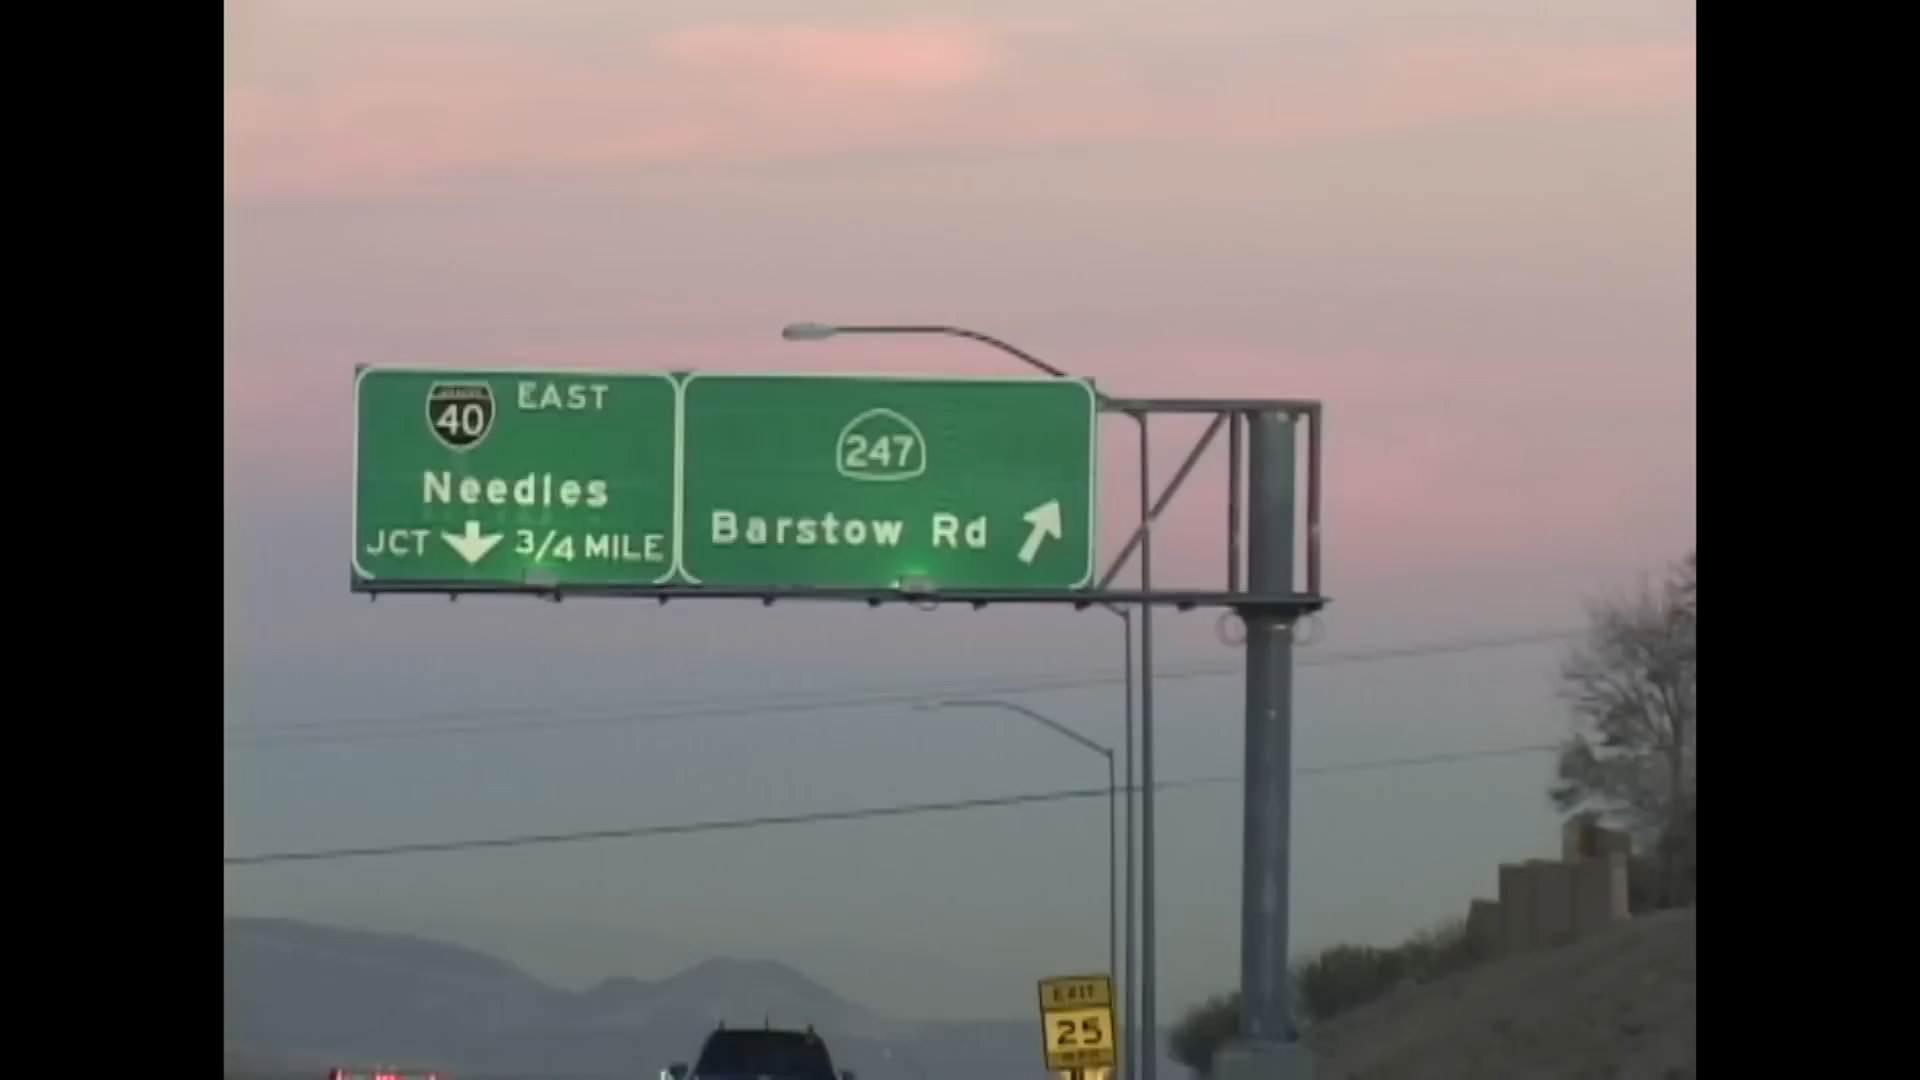 40 EAST
Needles
JCT 3/4 MILE
247
Barstow Rd
EXIT
25